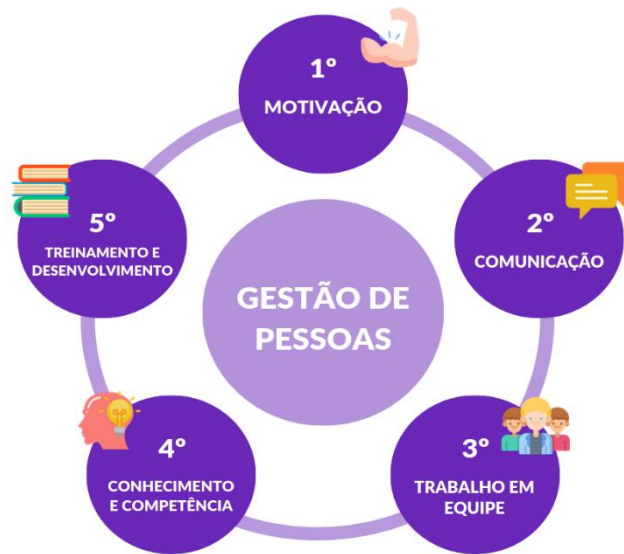 GESTÃO DE
PESSOAS
1º
MOTIVAÇÃO
2º
COMUNICAÇÃO
3º
TRABALHO EM
EQUIPE
4º
CONHECIMENTO
E COMPETÊNCIA
5º
TREINAMENTO E
DESENVOLVIMENTO